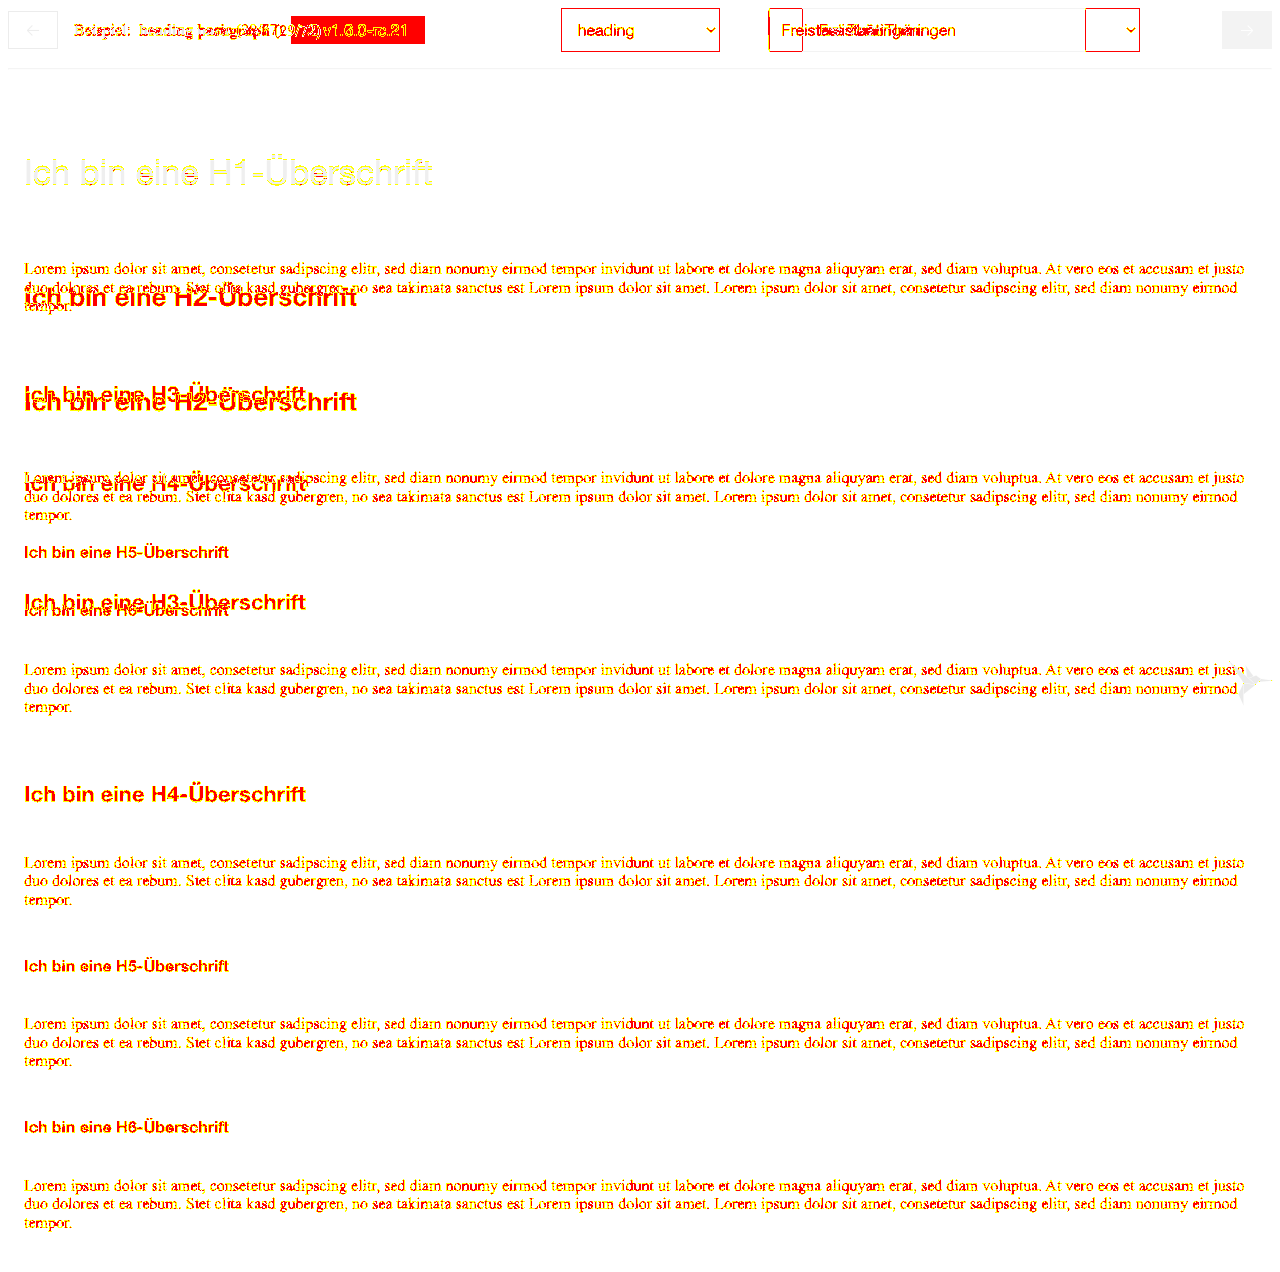 heading
Ich bin eine H1-Überschrift
Lorem ipsum dolor sit amet, consetetur sadipscing elitr, sed diam nonumy eirmod tempor invidunt ut labore et dolore magna aliquyam erat, sed diam voluptua. At vero eos et accusam et justo
duo dolores et ea rebum. Stet clita kasd gubergren, no sea takimata sanctus est Lorem ipsum dolor sit amet. Lorem ipsum dolor sit amet, consetetur sadipscing elitr, sed diam nonumy eirmod
tempor.
Ich bin eine H2-Überschrift
Ich bin eine H3-Überschrift
Ich bin eine H2-Überschrift
Lorem ipsum dolor sit amet, consetetur sadipscing elitr, sed diam nonumy eirmod tempor invidunt ut labore et dolore magna aliquyam erat, sed diam voluptua. At vero eos et accusam et justo
Ich bin eine H4-Überschrift
duo dolores et ea rebum. Stet clita kasd gubergren, no sea takimata sanctus est Lorem ipsum dolor sit amet. Lorem ipsum dolor sit amet, consetetur sadipscing elitr, sed diam nonumy eirmod
tempor.
Ich bin eine H5-Überschrift
Ich bin eine H3-Überschrift
Ich bin eine H6-Überschrift
Lorem ipsum dolor sit amet, consetetur sadipscing elitr, sed diam nonumy eirmod tempor invidunt ut labore et dolore magna aliquyam erat, sed diam voluptua. At vero eos et accusam et justo
duo dolores et ea rebum. Stet clita kasd gubergren, no sea takimata sanctus est Lorem ipsum dolor sit amet. Lorem ipsum dolor sit amet, consetetur sadipscing elitr, sed diam nonumy eirmod
tempor.
Ich bin eine H4-Überschrift
Lorem ipsum dolor sit amet, consetetur sadipscing elitr, sed diam nonumy eirmod tempor invidunt ut labore et dolore magna aliquyam erat, sed diam voluptua. At vero eos et accusam et justo
duo dolores et ea rebum. Stet clita kasd gubergren, no sea takimata sanctus est Lorem ipsum dolor sit amet. Lorem ipsum dolor sit amet, consetetur sadipscing elitr, sed diam nonumy eirmod
tempor.
Ich bin eine H5-Überschrift
Lorem ipsum dolor sit amet, consetetur sadipscing elitr, sed diam nonumy eirmod tempor invidunt ut labore et dolore magna aliquyam erat, sed diam voluptua. At vero eos et accusam et justo
duo dolores et ea rebum. Stet clita kasd gubergren, no sea takimata sanctus est Lorem ipsum dolor sit amet. Lorem ipsum dolor sit amet, consetetur sadipscing elitr, sed diam nonumy eirmod
tempor.
Ich bin eine H6-Überschrift
Lorem ipsum dolor sit amet, consetetur sadipscing elitr, sed diam nonumy eirmod tempor invidunt ut labore et dolore magna aliquyam erat, sed diam voluptua. At vero eos et accusam et justo
duo dolores et ea rebum. Stet clita kasd gubergren, no sea takimata sanctus est Lorem ipsum dolor sit amet. Lorem ipsum dolor sit amet, consetetur sadipscing elitr, sed diam nonumy eirmod
tempor.